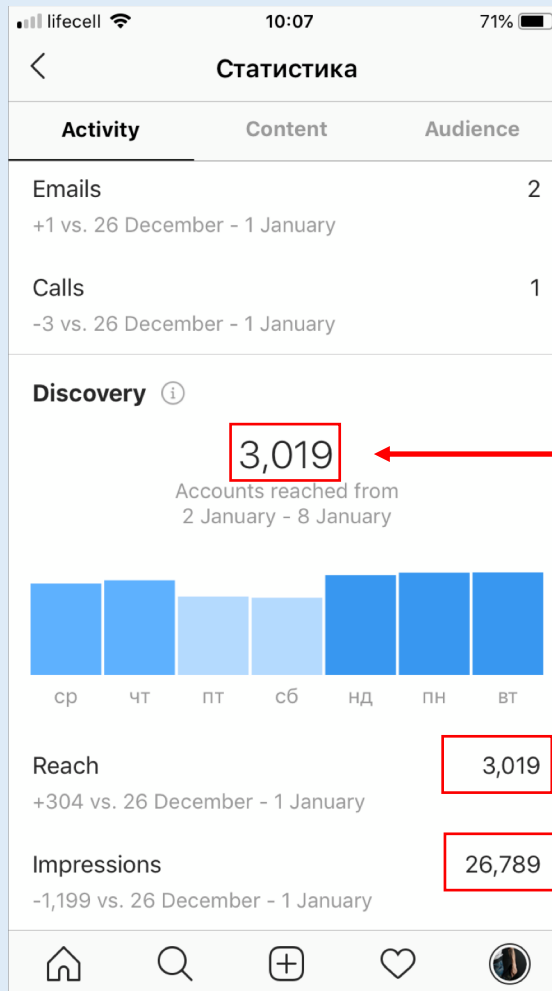 lifecell 10:07 71%
Статистика
Activity Content Audience
Emails 2
+1 vs. 26 December - 1 January
Calls 1
-3 vs. 26 December - 1 January
Discovery
3,019
Accounts reached from
2 January - 8 January
ср чт пт сб нд пн вт
Reach 3,019
+304 vs. 26 December - 1 January
Impressions 26,789
-1,199 vs. 26 December - 1 January